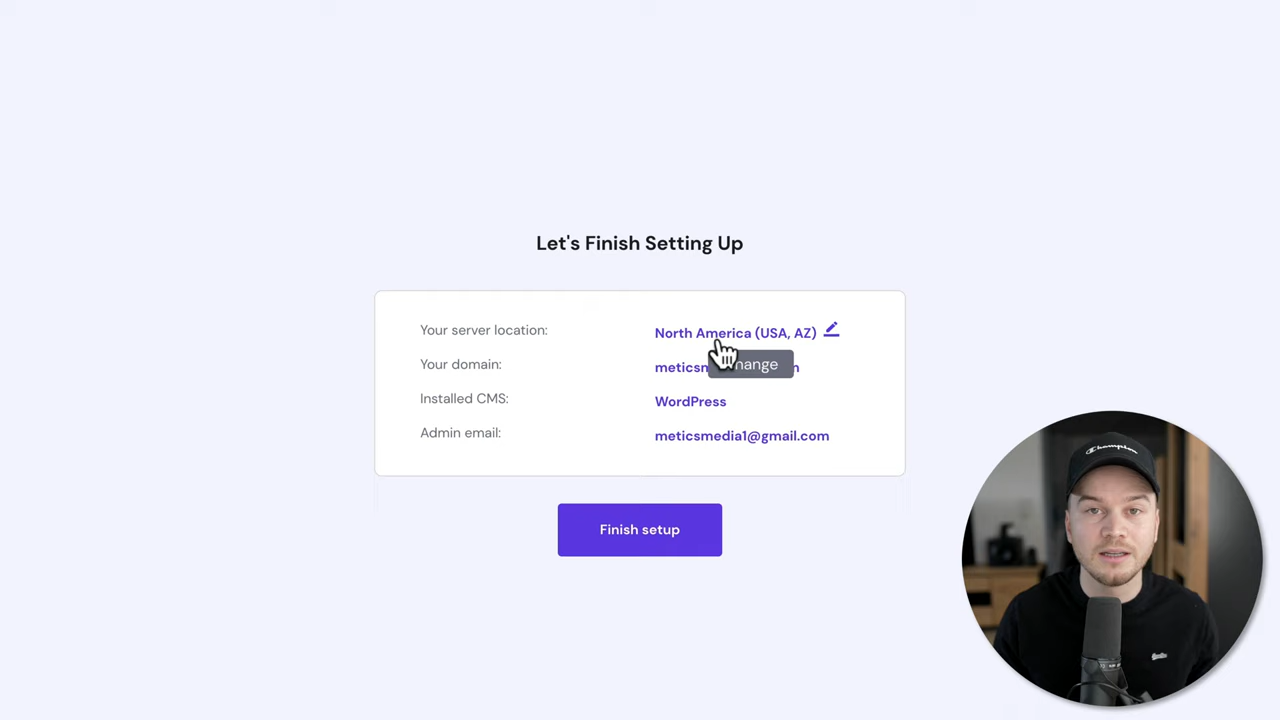 Let's Finish Setting Up
Your server location: North America (USA, AZ)
Your domain:
Installed CMS: WordPress
Admin email: meticsmedia1@gmail.com
Finish setup
Champion